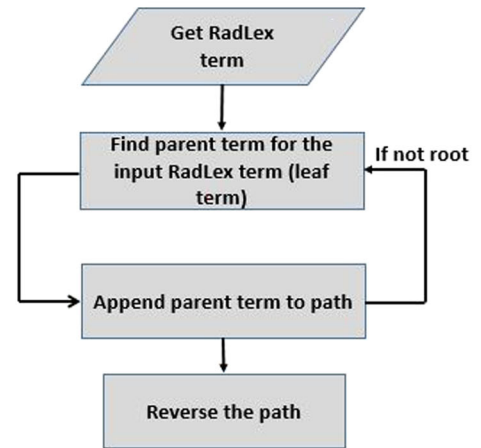 Get RadLex
term
Find parent term for the
input RadLex term (leaf
term)
If not root
Append parent term to path
Reverse the path